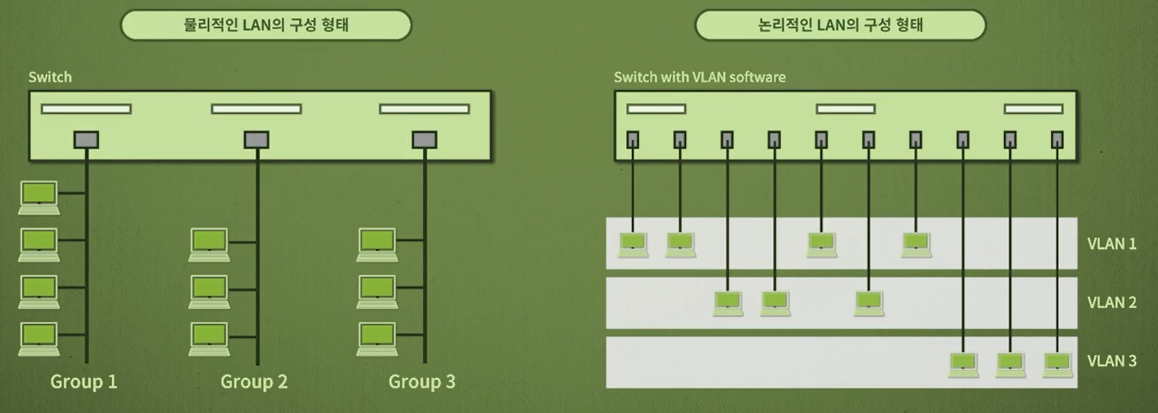 물리적인 LAN의 구성 형태
Switch
Group 1
Group 2
Group 3
논리적인 LAN의 구성 형태
Switch with VLAN software
VLAN 1
VLAN 2
VLAN 3